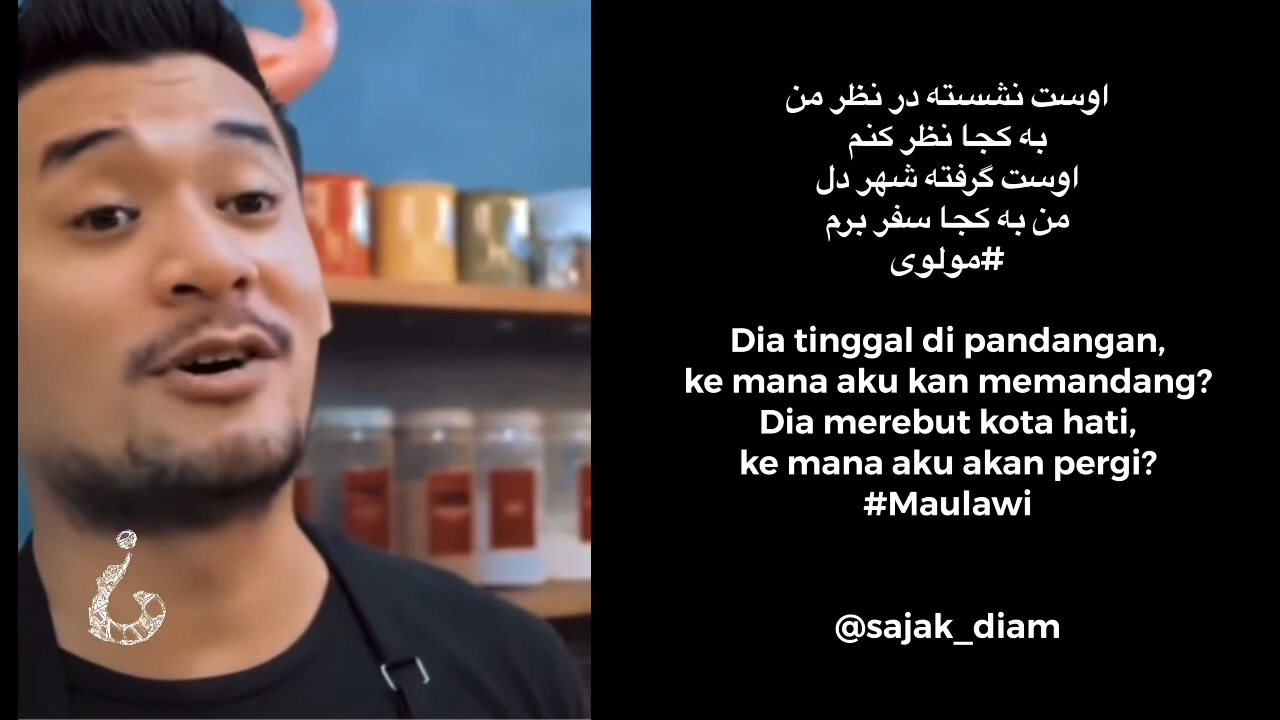 اوست نشسته در نظر من
به کجا نظر کنم
اوست گرفته شهر دل
من به کجا سفر برم
#مولوی
Dia tinggal di pandangan,
ke mana aku kan memandang?
Dia merebut kota hati,
ke mana aku akan pergi?
#Maulawi
@sajak_diam